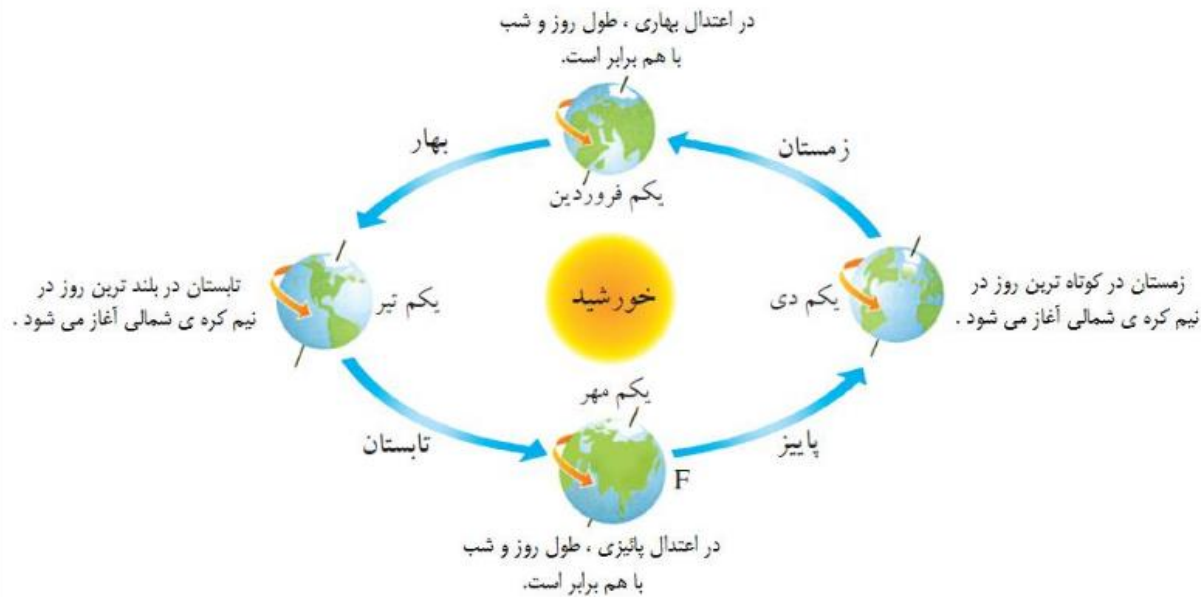 در اعتدال بهاری ، طول روز و شب
با هم برابر است.
زمستان
بهار
یکم فروردین
زمستان در کوتاه ترین روز در
نیم کره ی شمالی آغاز می شود .
یکم دی
خورشید
یکم تیر
تابستان در بلند ترین روز در
نیم کره ی شمالی آغاز می شود .
یکم مهر
پاییز
تابستان
F
در اعتدال پائیزی ، طول روز و شب
با هم برابر است.